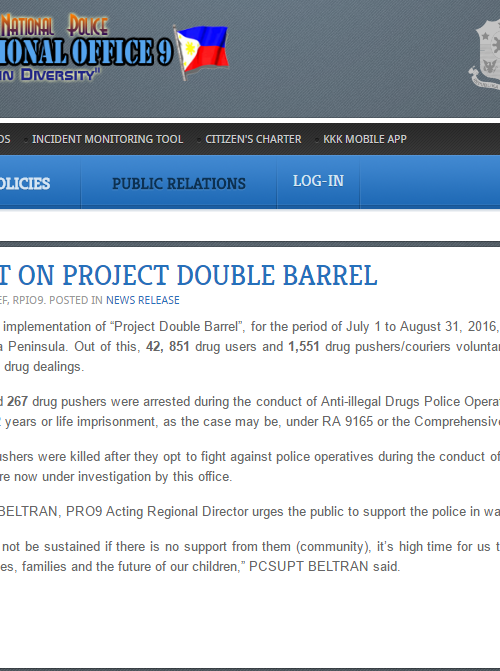 National Police
IONAL OFFICE 9
in Diversity"
OS INCIDENT MONITORING TOOL CITIZEN'S CHARTER KKK MOBILE APP
OLICIES PUBLIC RELATIONS LOG-IN
T ON PROJECT DOUBLE BARREL
EF, RPIO9. POSTED IN NEWS RELEASE
implementation of “Project Double Barrel”, for the period of July 1 to August 31, 2016,
a Peninsula. Out of this, 42, 851 drug users and 1,551 drug pushers/couriers voluntar
drug dealings.
d 267 drug pushers were arrested during the conduct of Anti-illegal Drugs Police Operat
2 years or life imprisonment, as the case may be, under RA 9165 or the Comprehensive
ushers were killed after they opt to fight against police operatives during the conduct of
re now under investigation by this office.
BELTRAN, PRO9 Acting Regional Director urges the public to support the police in wa
not be sustained if there is no support from them (community), it’s high time for us t
es, families and the future of our children,” PCSUPT BELTRAN said.